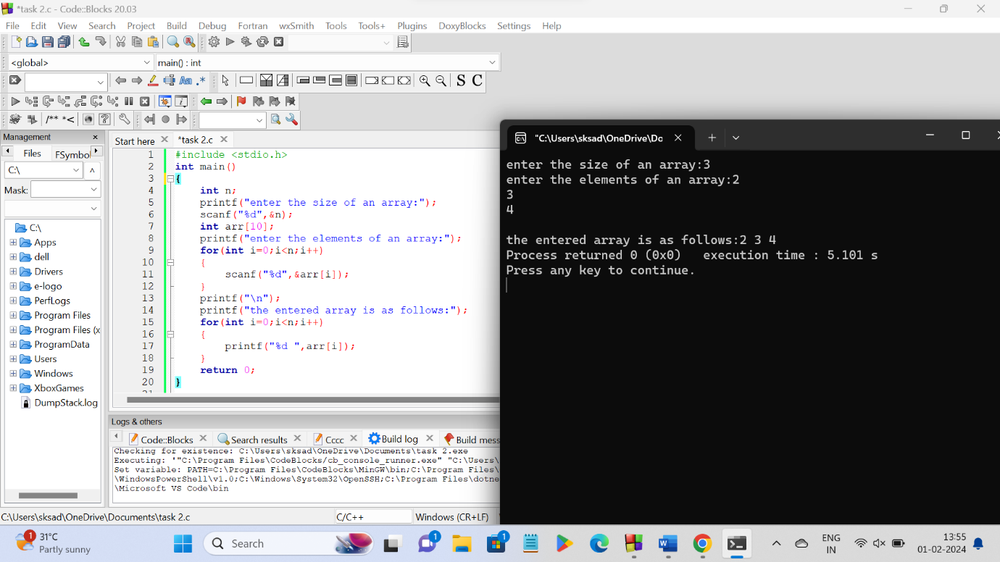 *task 2.c - Code::Blocks 20.03
File Edit View Search Project Build Debug Fortran wxSmith Tools Tools+ Plugins DoxyBlocks Settings Help
<global> main() : int
S C
/** *<
Management
Files FSymbol
C:\
Mask:
C:\
Apps
dell
Drivers
e-logo
PerfLogs
Program Files
Program Files (x
ProgramData
Users
Windows
XboxGames
DumpStack.log
Start here *task 2.c
1 #include <stdio.h>
2 int main()
3 {
4 int n;
5 printf("enter the size of an array:");
6 scanf("%d",&n);
7 int arr[10];
8 printf("enter the elements of an array:");
9 for(int i=0;i<n;i++)
10 {
11 scanf("%d",&arr[i]);
12 }
13 printf("\n");
14 printf("the entered array is as follows:");
15 for(int i=0;i<n;i++)
16 {
17 printf("%d ",arr[i]);
18 }
19 return 0;
20 }
21
"C:\Users\sksad\OneDrive\Do
enter the size of an array:3
enter the elements of an array:2
3
4
the entered array is as follows:2 3 4
Process returned 0 (0x0)   execution time : 5.101 s
Press any key to continue.
Logs & others
Code::Blocks Search results Cccc Build log Build mess
Checking for existence: C:\Users\sksad\OneDrive\Documents\task 2.exe
Executing: '"C:\Program Files\CodeBlocks/cb_console_runner.exe" "C:\Users\
Set variable: PATH=C:\Program Files\CodeBlocks\MinGW\bin;C:\Program Files\
\WindowsPowerShell\v1.0;C:\Windows\System32\OpenSSH;C:\Program Files\dotne
\Microsoft VS Code\bin
C:\Users\sksad\OneDrive\Documents\task 2.c C/C++ Windows (CR+LF)
1 31°C
Partly sunny
Search
1
1
ENG
IN
13:55
01-02-2024